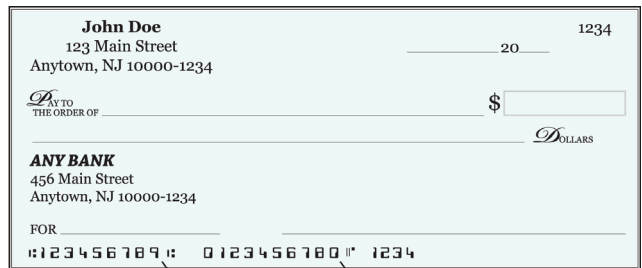 John Doe 1234
123 Main Street 20
Anytown, NJ 10000-1234
PAY TO
THE ORDER OF $
DOLLARS
ANY BANK
456 Main Street
Anytown, NJ 10000-1234
FOR
⑆123456789⑆ 0123456780⑈ 1234